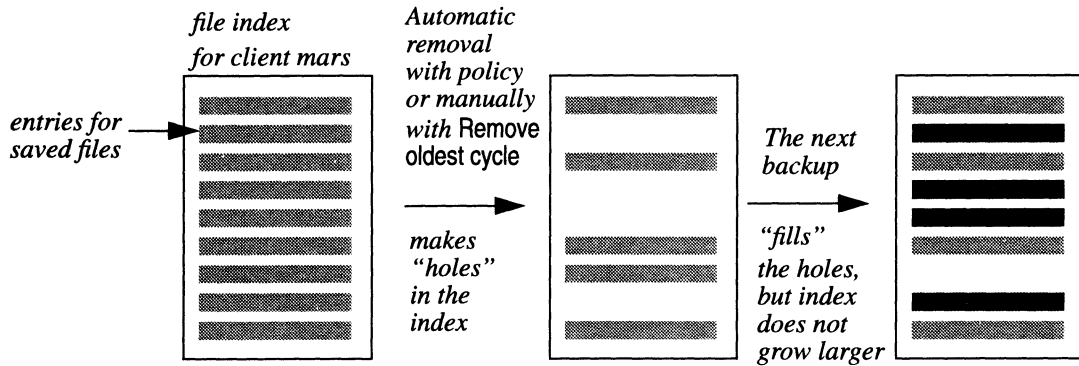 file index
for client mars
entries for
saved files
Automatic
removal
with policy
or manually
with Remove
oldest cycle
makes
“holes”
in the
index
The next
backup
“fills”
the holes,
but index
does not
grow larger